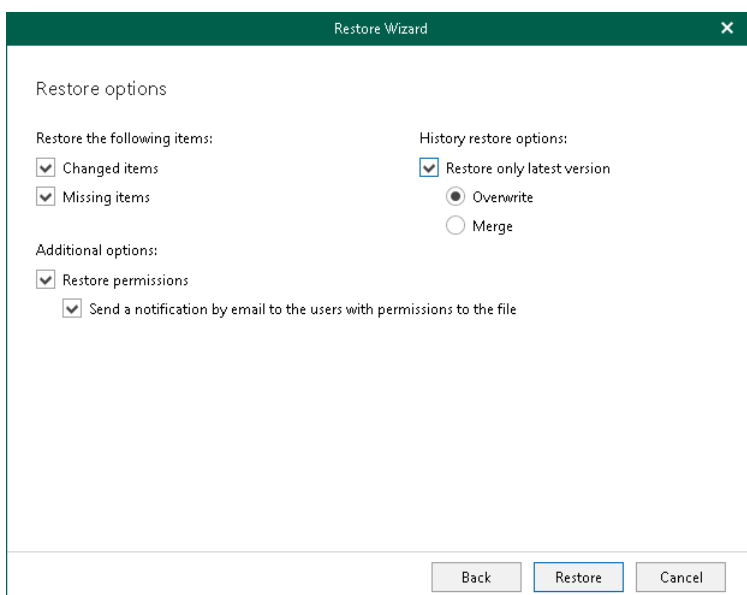 Restore Wizard
Restore options
Restore the following items:
Changed items
Missing items
Additional options:
Restore permissions
Send a notification by email to the users with permissions to the file
History restore options:
Restore only latest version
Overwrite
Merge
Back
Restore
Cancel